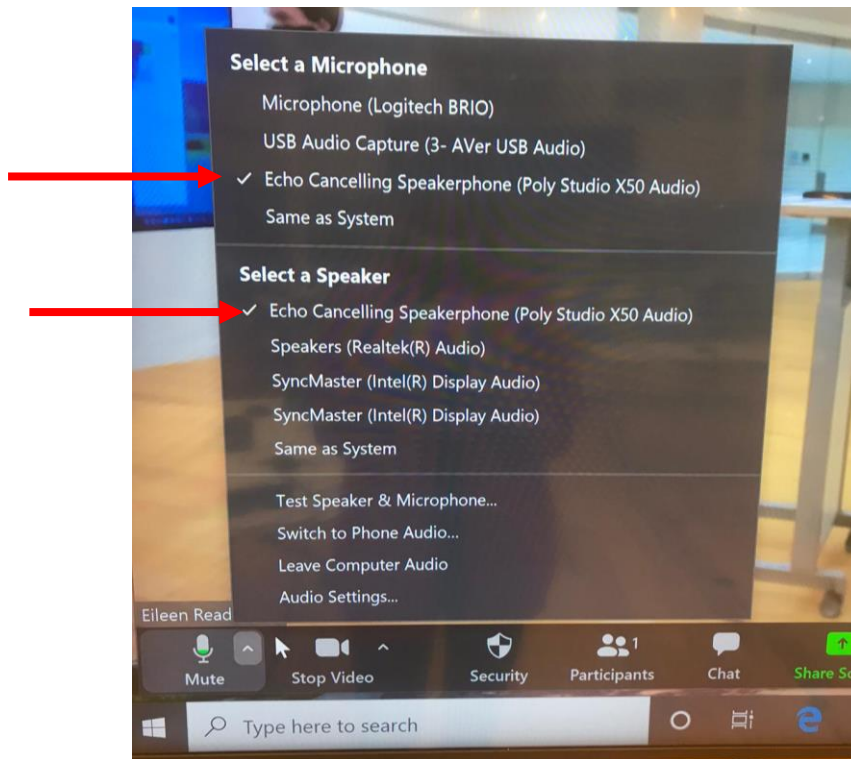 Select a Microphone
Microphone (Logitech BRIO)
USB Audio Capture (3- AVer USB Audio)
✓ Echo Cancelling Speakerphone (Poly Studio X50 Audio)
Same as System
Select a Speaker
✓ Echo Cancelling Speakerphone (Poly Studio X50 Audio)
Speakers (Realtek(R) Audio)
SyncMaster (Intel(R) Display Audio)
SyncMaster (Intel(R) Display Audio)
Same as System
Test Speaker & Microphone...
Switch to Phone Audio...
Leave Computer Audio
Audio Settings...
Eileen Read
1
Mute Stop Video Security Participants Chat Share Sc
Type here to search